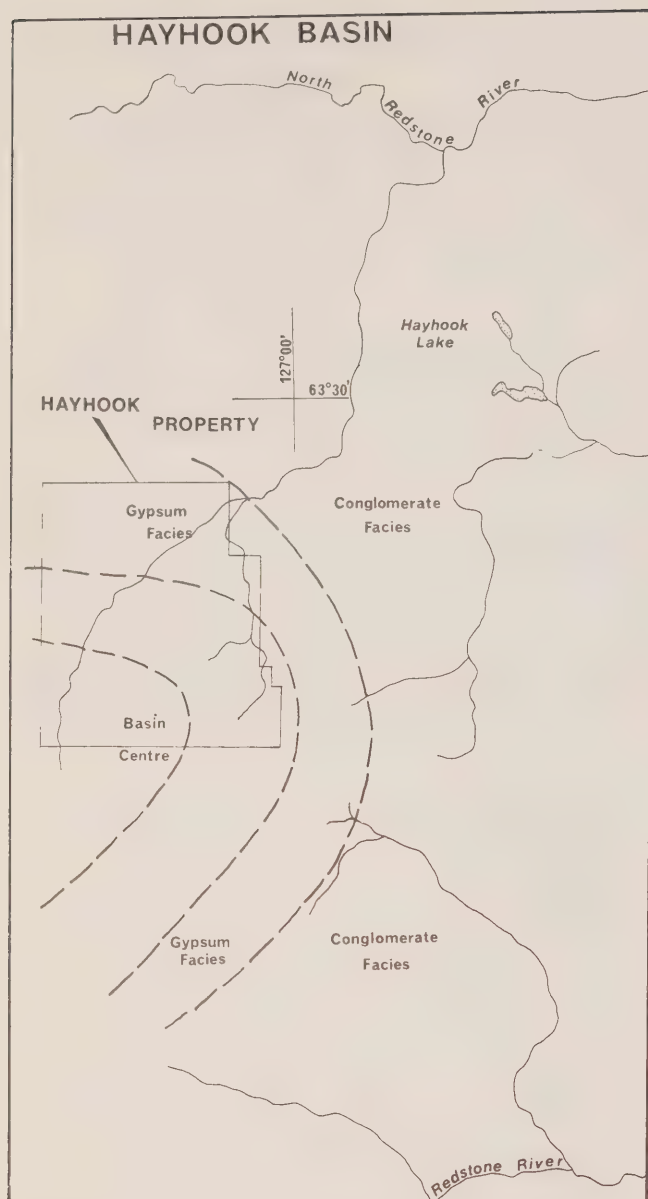 HAYHOOK BASIN
North Redstone River
Hayhook
Lake
127°00'
63°30'
HAYHOOK
PROPERTY
Gypsum
Facies
Conglomerate
Facies
Basin
Centre
Gypsum
Facies
Conglomerate
Facies
Redstone River